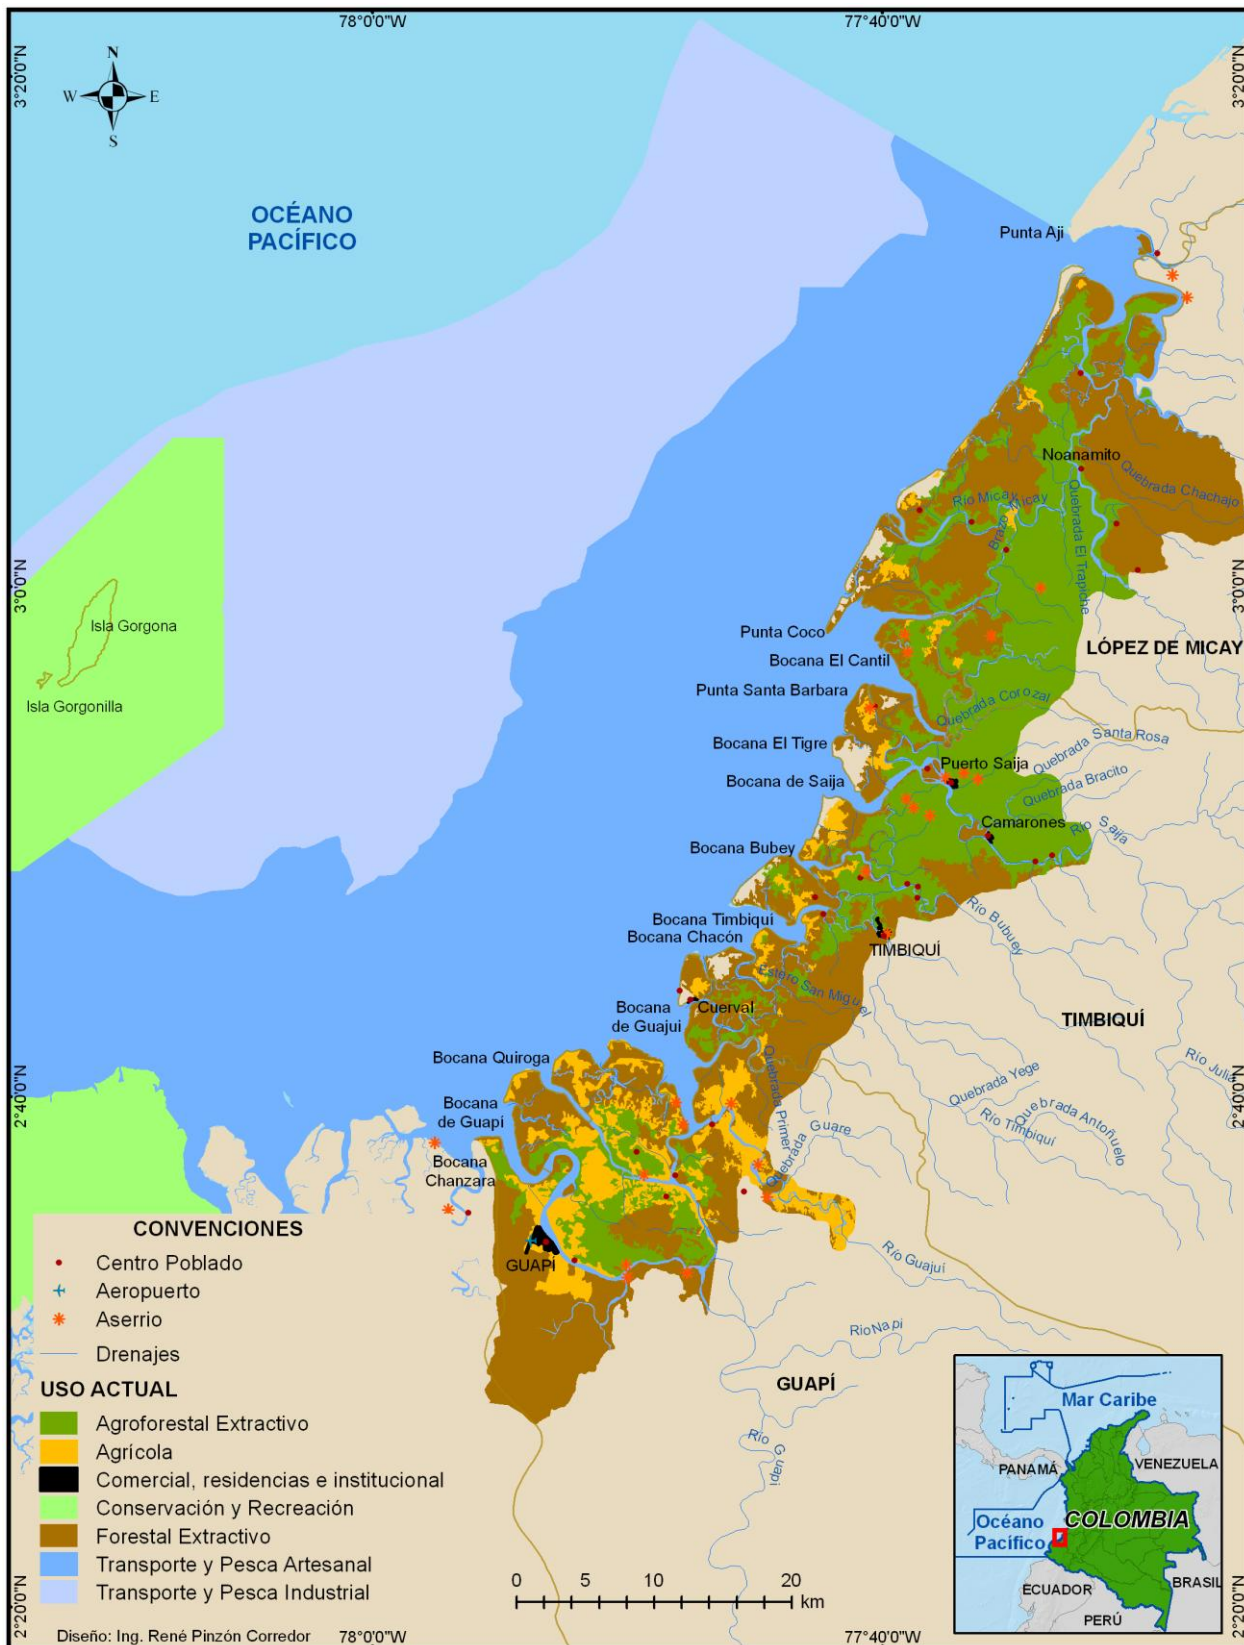 78°0'0"W
77°40'0"W
3°20'0"N
3°20'0"N
N
W
E
S
OCÉANO
PACÍFICO
Punta Aji
Noanamito
Quebrada Chachajo
Río Micay
Brazo Micay
Quebrada El Trapiche
3°0'0"N
3°0'0"N
Isla Gorgona
Isla Gorgonilla
Punta Coco
LÓPEZ DE MICAY
Bocana El Cantil
Punta Santa Barbara
Quebrada Corozal
Bocana El Tigre
Quebrada Santa Rosa
Puerto Saija
Bocana de Saija
Quebrada Bracito
Camarones
Río Saija
Bocana Bubey
Río Bubuey
Bocana Timbiquí
Bocana Chacón
TIMBIQUÍ
Estero San Miguel
Bocana
de Guajui
Cuerval
TIMBIQUÍ
Bocana Quiroga
Quebrada Primer
Río Julia
2°40'0"N
2°40'0"N
Quebrada Yege
Quebrada Antoñuelo
Río Timbiquí
Bocana
de Guapí
Quebrada Guare
Bocana
Chanzara
GUAPÍ
Río Guajuí
Río Napi
GUAPÍ
Río Guapi
CONVENCIONES
Centro Poblado
Aeropuerto
Aserrio
Drenajes
USO ACTUAL
Agroforestal Extractivo
Agrícola
Comercial, residencias e institucional
Conservación y Recreación
Forestal Extractivo
Transporte y Pesca Artesanal
Transporte y Pesca Industrial
0 5 10 20
km
Mar Caribe
PANAMÁ
VENEZUELA
Océano
Pacífico
COLOMBIA
ECUADOR
BRASIL
PERÚ
2°20'0"N
2°20'0"N
Diseño: Ing. René Pinzón Corredor
78°0'0"W
77°40'0"W